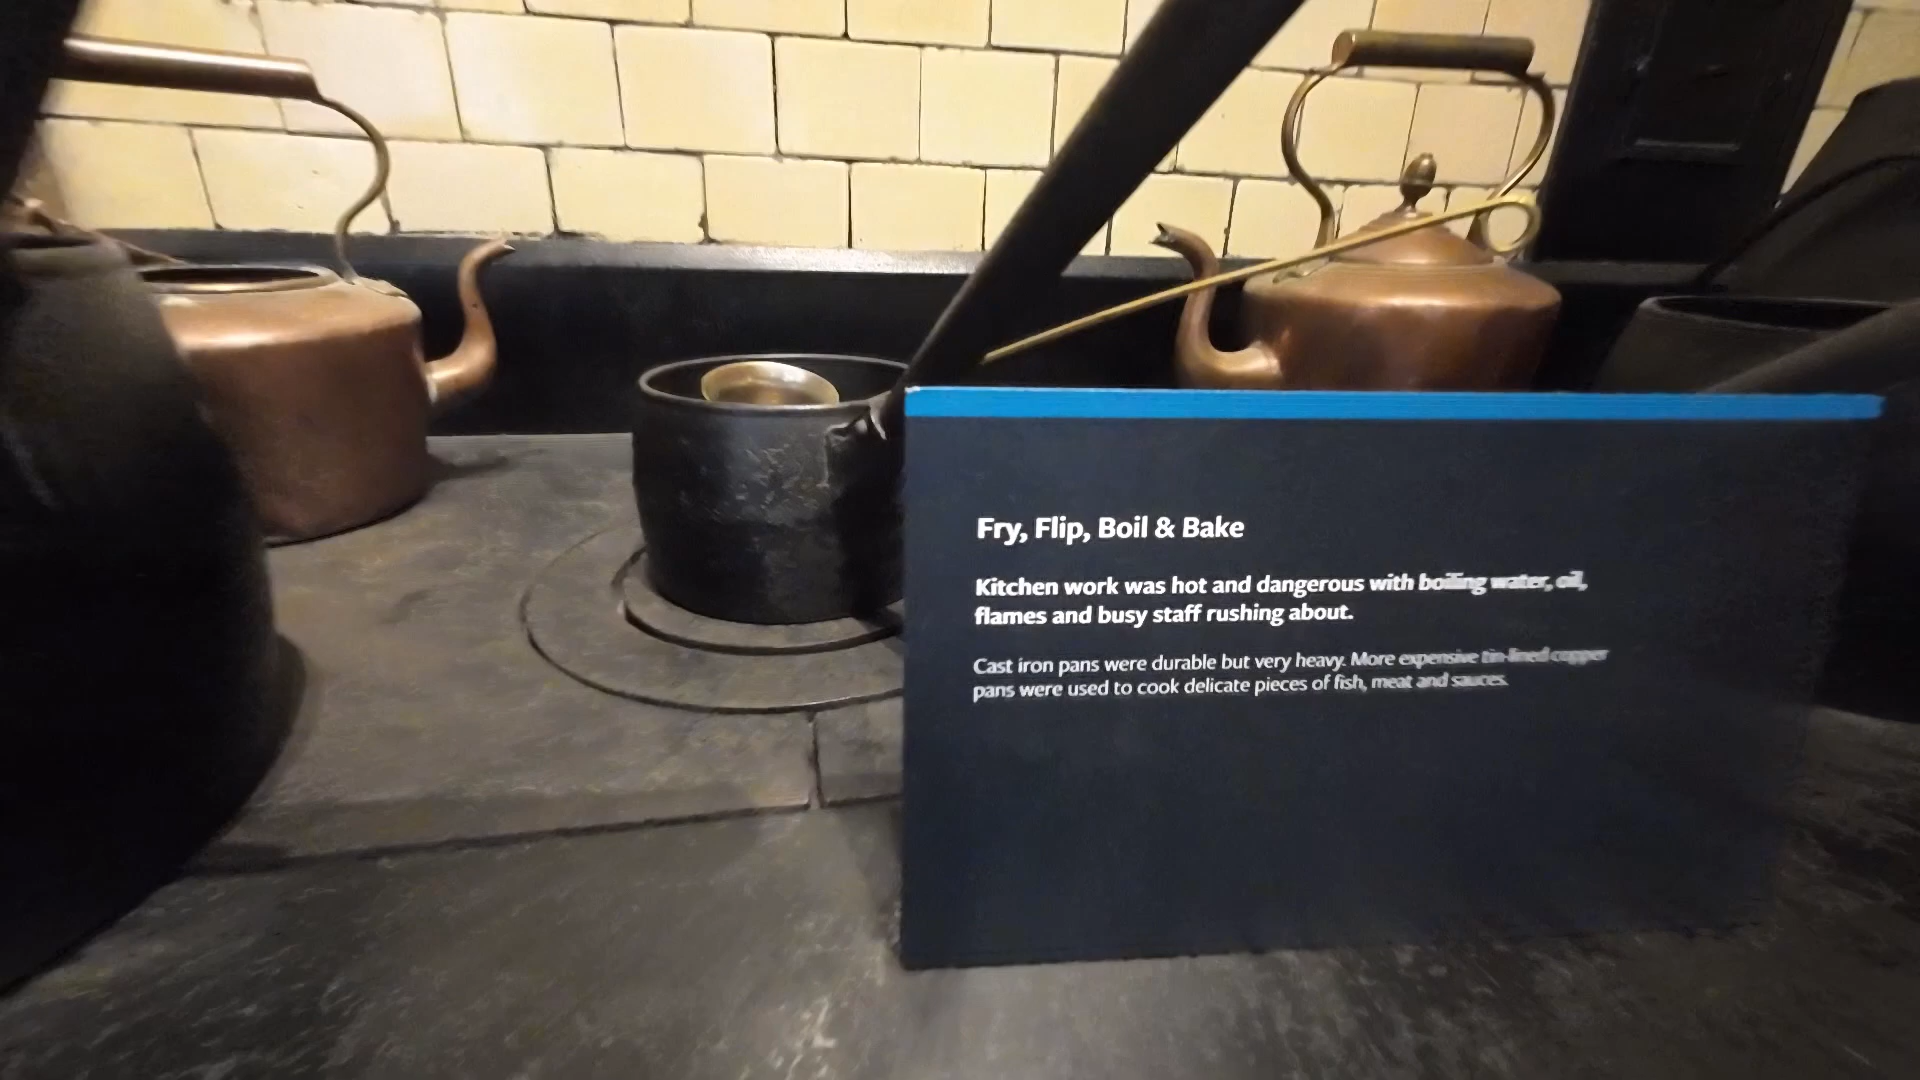 Fry, Flip, Boil & Bake
Kitchen work was hot and dangerous with boiling water, oil,
flames and busy staff rushing about.
Cast iron pans were durable but very heavy. More expensive tin-lined copper
pans were used to cook delicate pieces of fish, meat and sauces.